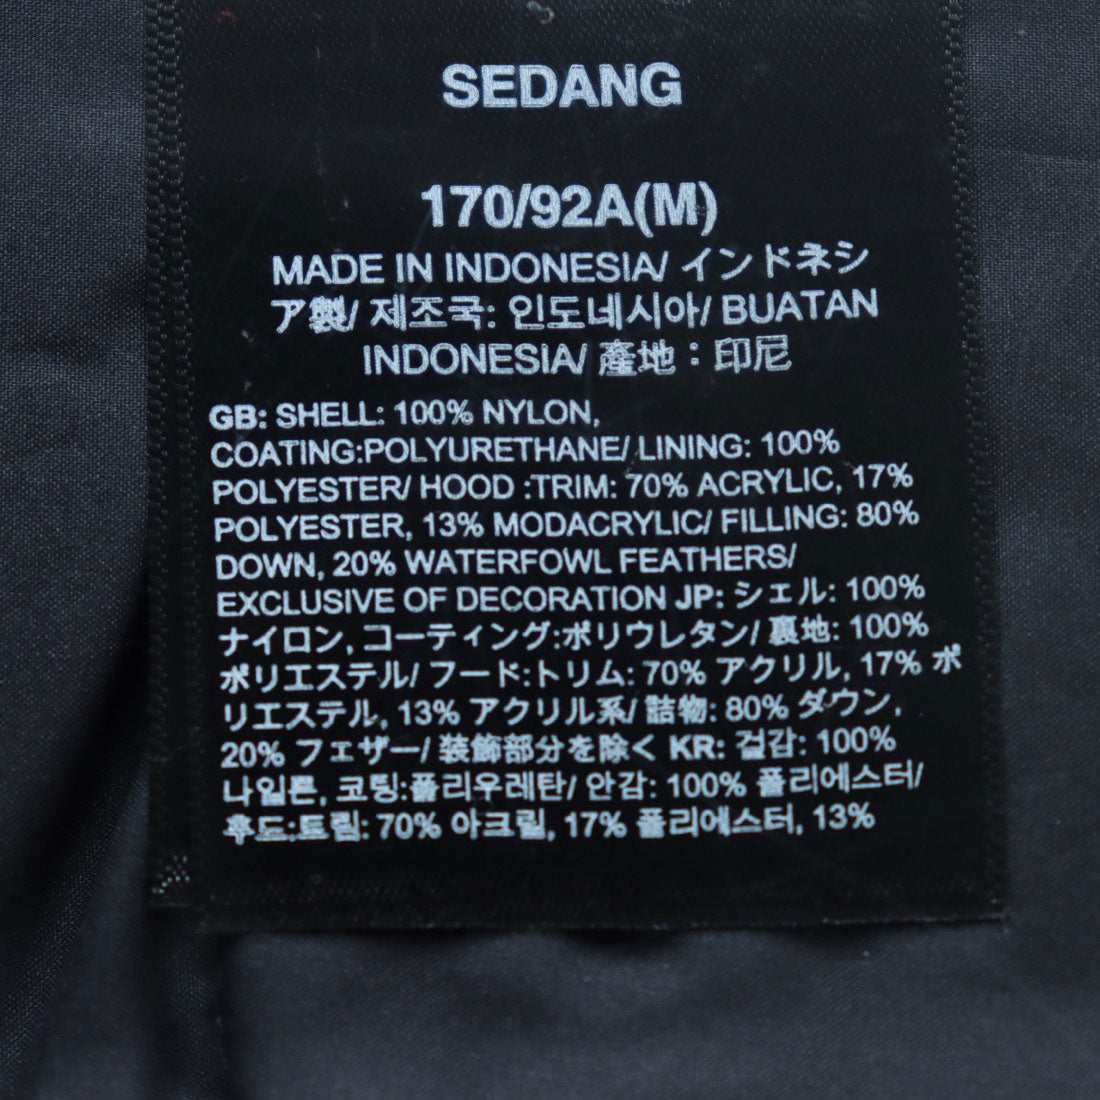 SEDANG
170/92A(M)
MADE IN INDONESIA/ インドネシ
ア製/ 제조국: 인도네시아/ BUATAN
INDONESIA/ 産地：印尼
GB: SHELL: 100% NYLON,
COATING:POLYURETHANE/ LINING: 100%
POLYESTER/ HOOD :TRIM: 70% ACRYLIC, 17%
POLYESTER, 13% MODACRYLIC/ FILLING: 80%
DOWN, 20% WATERFOWL FEATHERS/
EXCLUSIVE OF DECORATION JP: シェル: 100%
ナイロン, コーティング:ポリウレタン/ 裏地: 100%
ポリエステル/ フード:トリム: 70% アクリル, 17% ポ
リエステル, 13% アクリル系/ 詰物: 80% ダウン,
20% フェザー/ 装飾部分を除く KR: 겉감: 100%
나일론, 코팅:폴리우레탄/ 안감: 100% 폴리에스터/
후드:트림: 70% 아크릴, 17% 폴리에스터, 13%